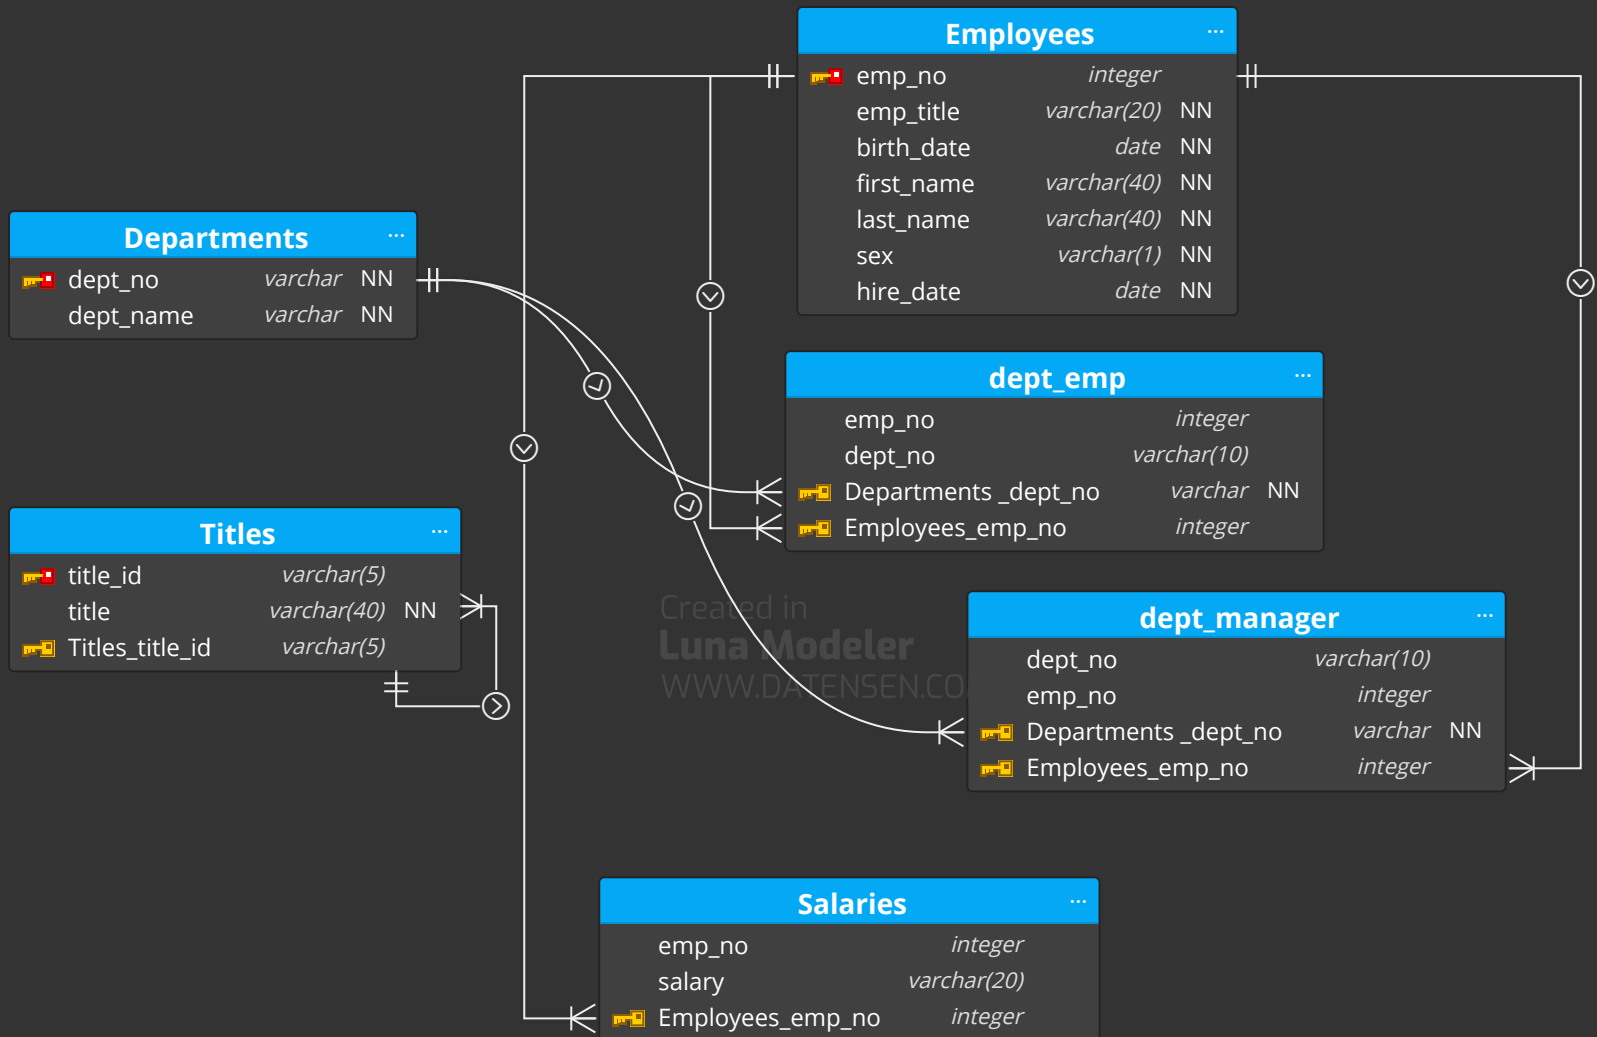 Employees ...
emp_no integer
emp_title varchar(20) NN
birth_date date NN
first_name varchar(40) NN
last_name varchar(40) NN
sex varchar(1) NN
hire_date date NN
Departments ...
dept_no varchar NN
dept_name varchar NN
dept_emp ...
emp_no integer
dept_no varchar(10)
Departments _dept_no varchar NN
Employees_emp_no integer
Titles ...
title_id varchar(5)
title varchar(40) NN
Titles_title_id varchar(5)
Created in
Luna Modeler
WWW.DATENSEN.CO
dept_manager ...
dept_no varchar(10)
emp_no integer
Departments _dept_no varchar NN
Employees_emp_no integer
Salaries ...
emp_no integer
salary varchar(20)
Employees_emp_no integer